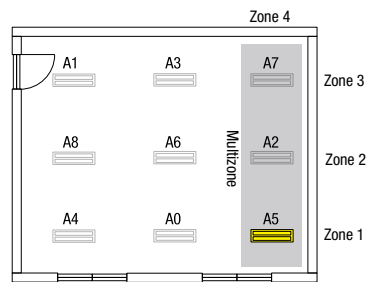 Zone 4
A1 A3 A7 Zone 3
A8 A6 A2 Zone 2
Multizone
A4 A0 A5 Zone 1